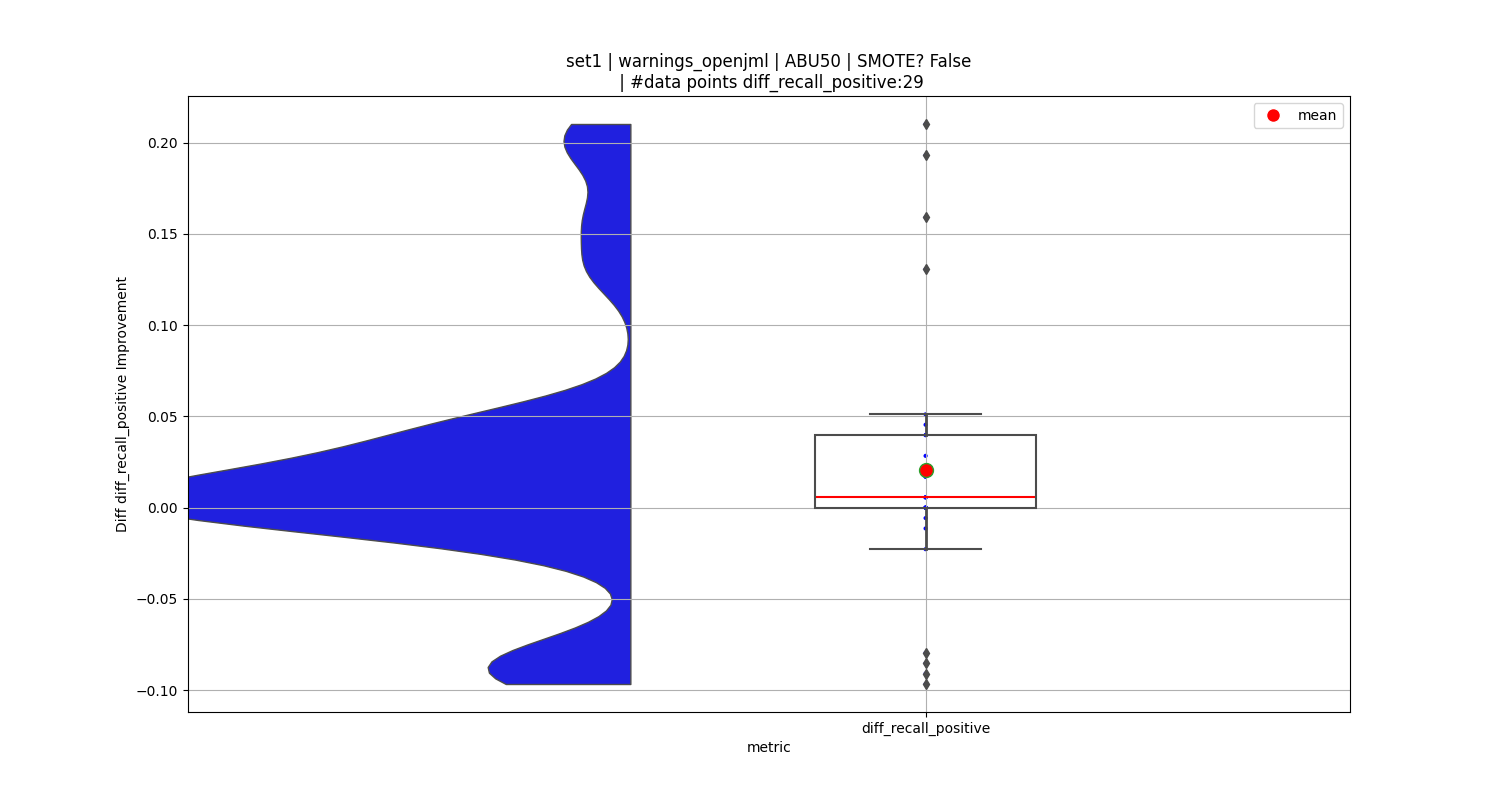 set1 | warnings_openjml | ABU50 | SMOTE? False
| #data points diff_recall_positive:29
mean
0.20
0.15
0.10
0.05
0.00
−0.05
−0.10
Diff diff_recall_positive Improvement
diff_recall_positive
metric